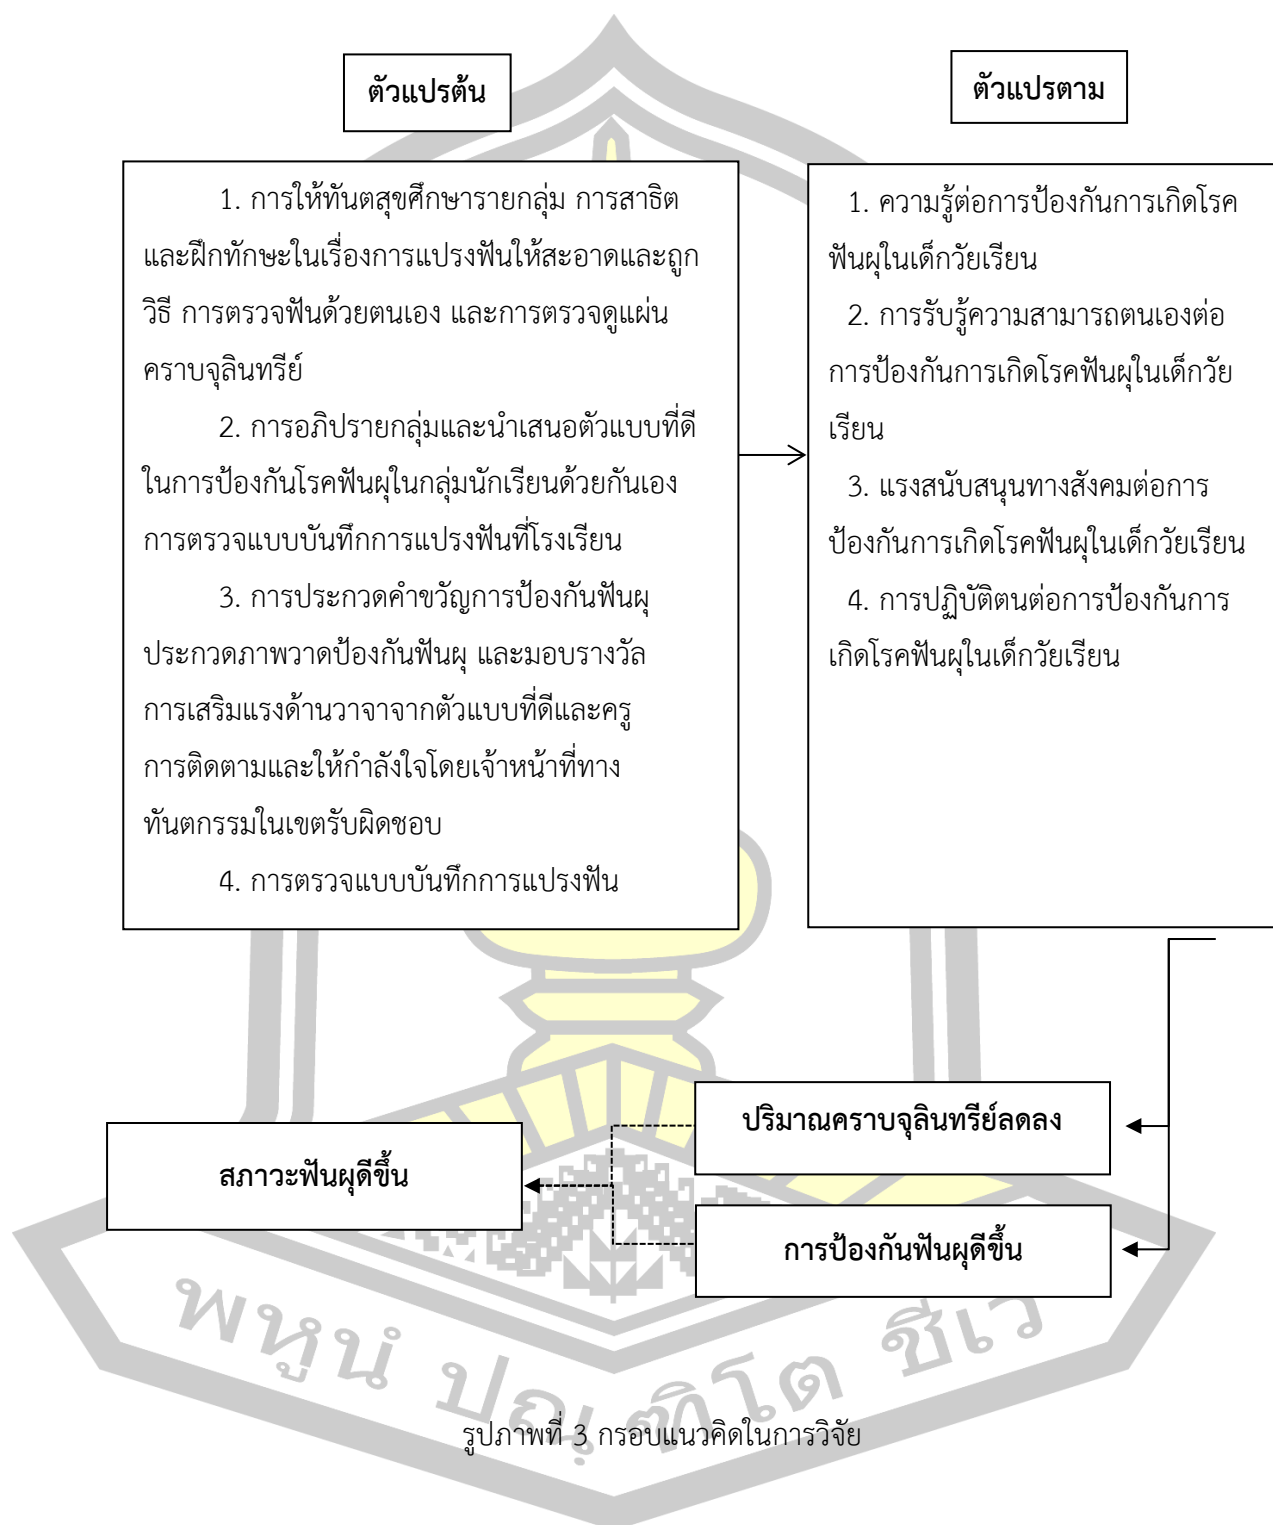 ตัวแปรต้น
ตัวแปรตาม
1. การให้ทันตสุขศึกษารายกลุ่ม การสาธิต
และฝึกทักษะในเรื่องการแปรงฟันให้สะอาดและถูก
วิธี การตรวจฟันด้วยตนเอง และการตรวจดูแผ่น
คราบจุลินทรีย์
2. การอภิปรายกลุ่มและนำเสนอตัวแบบที่ดี
ในการป้องกันโรคฟันผุในกลุ่มนักเรียนด้วยกันเอง
การตรวจแบบบันทึกการแปรงฟันที่โรงเรียน
3. การประกวดคำขวัญการป้องกันฟันผุ
ประกวดภาพวาดป้องกันฟันผุ และมอบรางวัล
การเสริมแรงด้านวาจาจากตัวแบบที่ดีและครู
การติดตามและให้กำลังใจโดยเจ้าหน้าที่ทาง
ทันตกรรมในเขตรับผิดชอบ
4. การตรวจแบบบันทึกการแปรงฟัน
1. ความรู้ต่อการป้องกันการเกิดโรค
ฟันผุในเด็กวัยเรียน
2. การรับรู้ความสามารถตนเองต่อ
การป้องกันการเกิดโรคฟันผุในเด็กวัย
เรียน
3. แรงสนับสนุนทางสังคมต่อการ
ป้องกันการเกิดโรคฟันผุในเด็กวัยเรียน
4. การปฏิบัติตนต่อการป้องกันการ
เกิดโรคฟันผุในเด็กวัยเรียน
ปริมาณคราบจุลินทรีย์ลดลง
สภาวะฟันผุดีขึ้น
การป้องกันฟันผุดีขึ้น
พหูนํ ปณฺฑิโต ชีเว
รูปภาพที่ 3 กรอบแนวคิดในการวิจัย